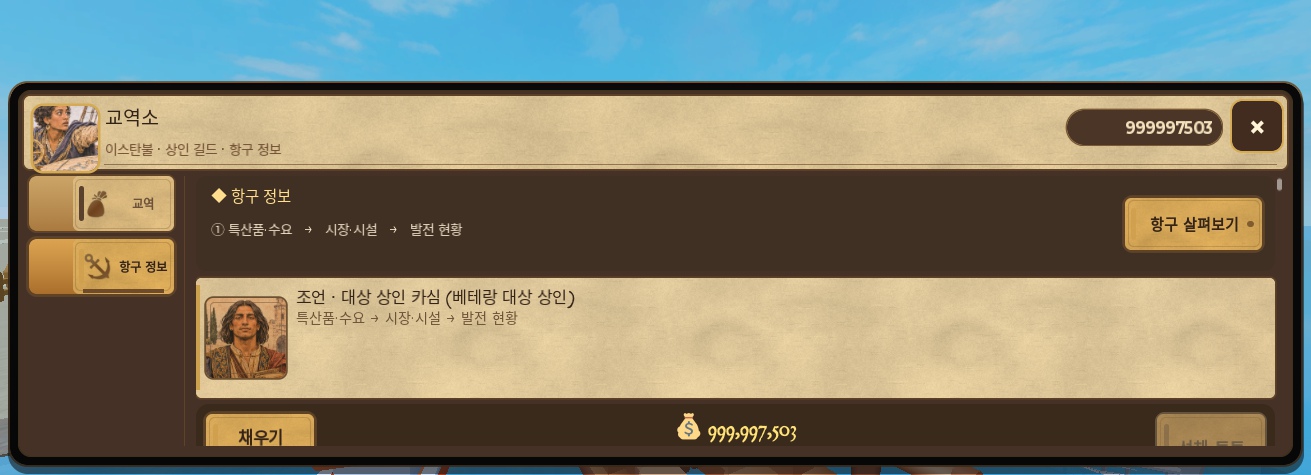 교역소
이스탄불 · 상인 길드 · 항구 정보
999997503
×
교역
항구 정보
◆ 항구 정보
① 특산품·수요 → 시장·시설 → 발전 현황
항구 살펴보기
조언 · 대상 상인 카심 (베테랑 대상 상인)
특산품·수요 → 시장·시설 → 발전 현황
채우기
999,997,503